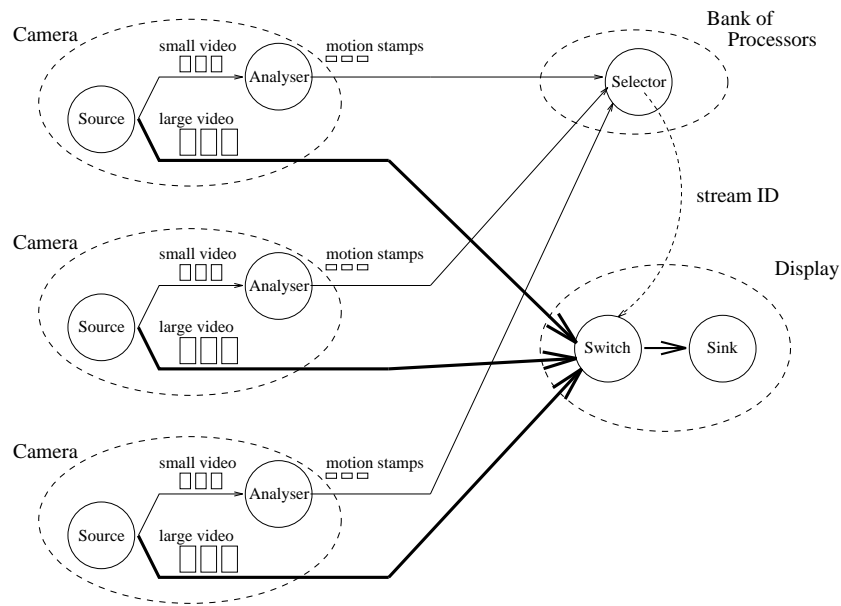 Camera
small video
motion stamps
Analyser
Source
large video
Bank of
Processors
Selector
stream ID
Camera
small video
motion stamps
Analyser
Source
large video
Display
Switch
Sink
Camera
small video
motion stamps
Analyser
Source
large video